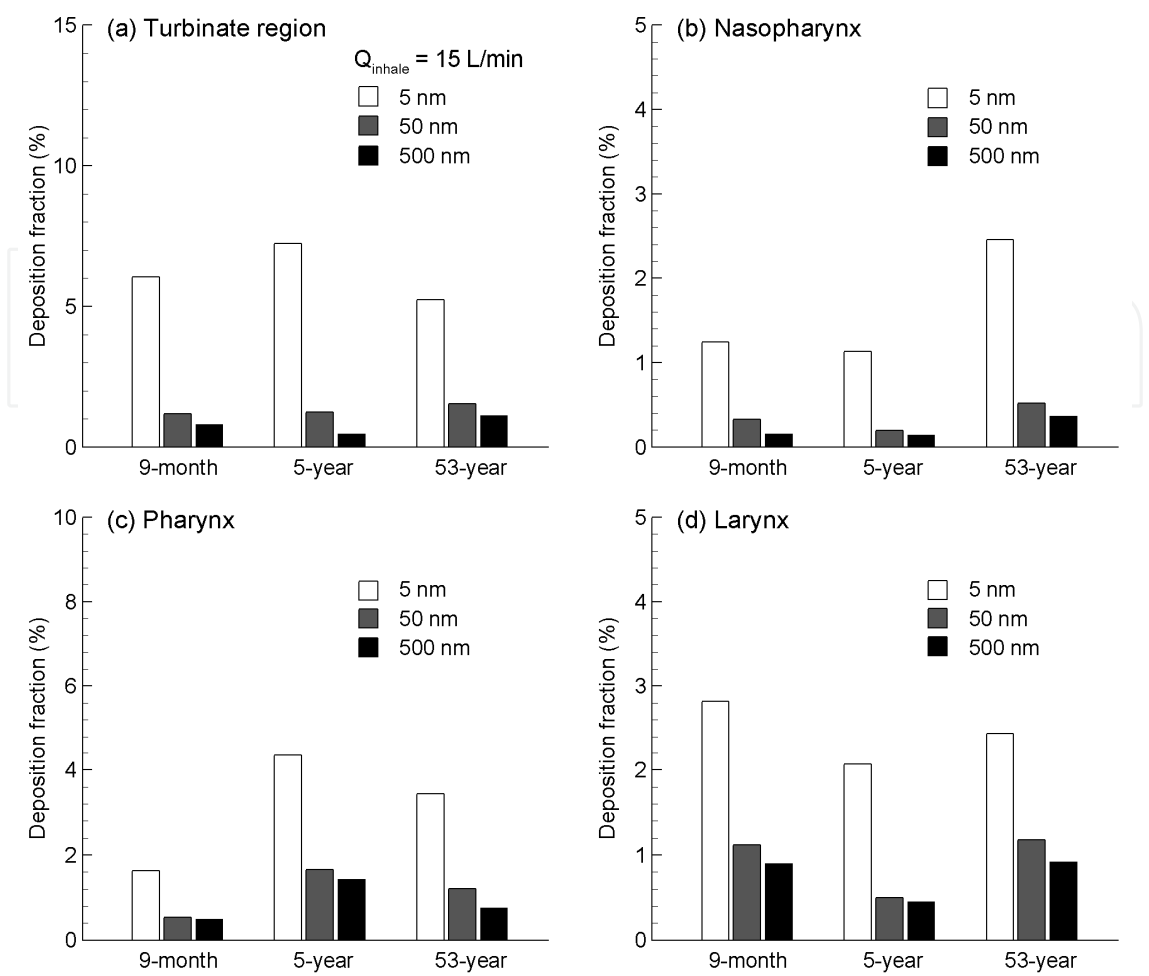 (a) Turbinate region
Qinhale = 15 L/min
5 nm
50 nm
500 nm
Deposition fraction (%)
15
10
5
0
9-month 5-year 53-year
(b) Nasopharynx
5 nm
50 nm
500 nm
Deposition fraction (%)
5
4
3
2
1
0
9-month 5-year 53-year
(c) Pharynx
5 nm
50 nm
500 nm
Deposition fraction (%)
10
8
6
4
2
0
9-month 5-year 53-year
(d) Larynx
5 nm
50 nm
500 nm
Deposition fraction (%)
5
4
3
2
1
0
9-month 5-year 53-year